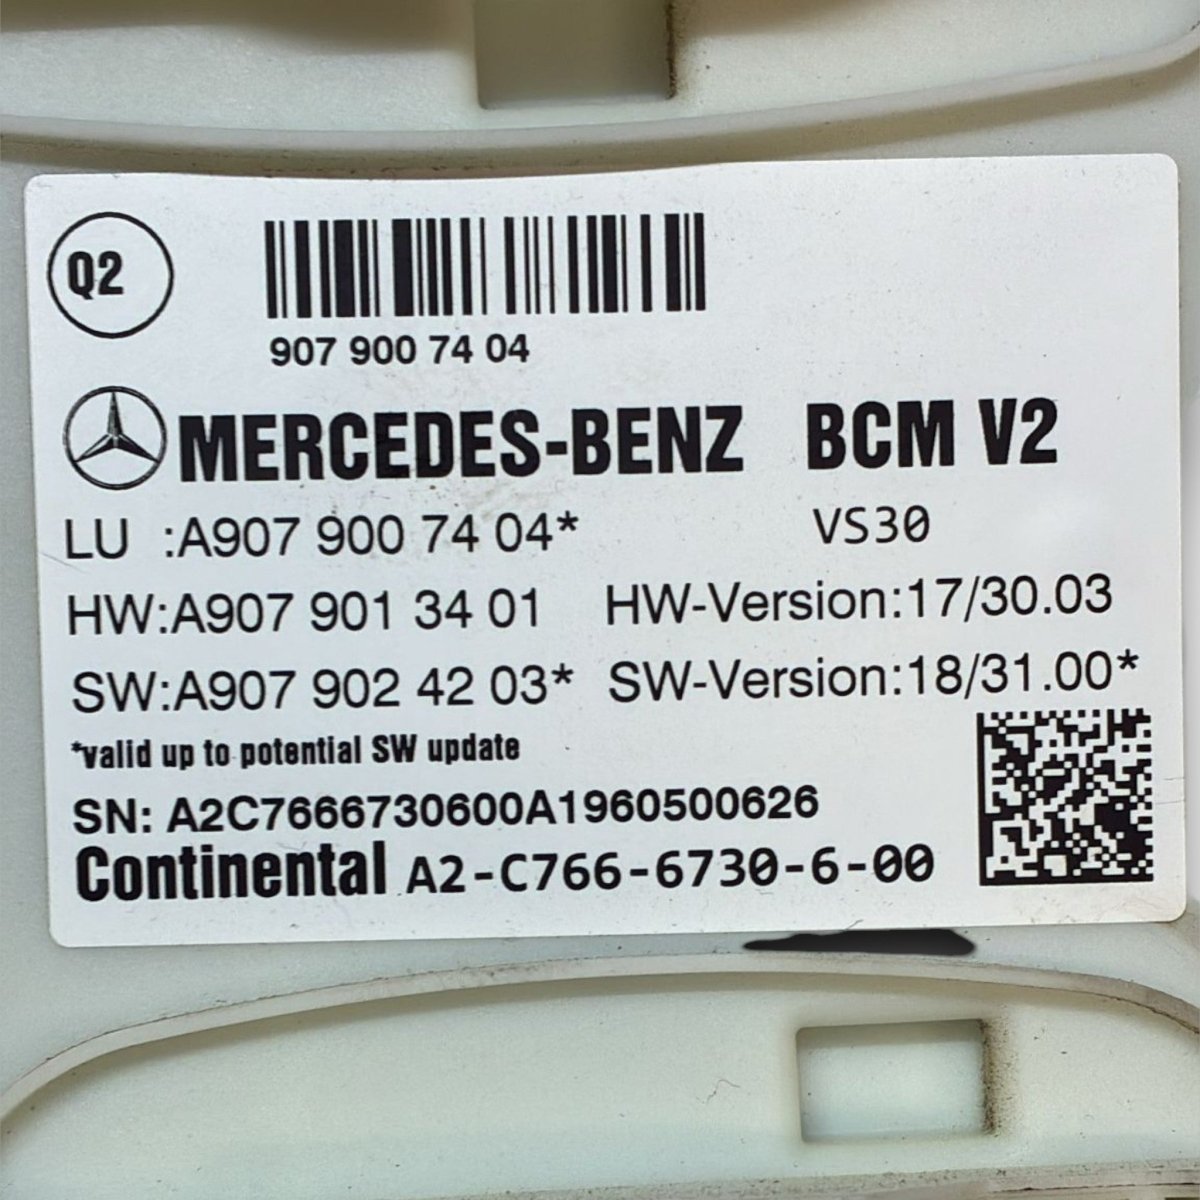 Q2
907 900 74 04
MERCEDES-BENZ BCM V2
LU :A907 900 74 04* VS30
HW:A907 901 34 01 HW-Version:17/30.03
SW:A907 902 42 03* SW-Version:18/31.00*
*valid up to potential SW update
SN: A2C7666730600A1960500626
Continental A2-C766-6730-6-00